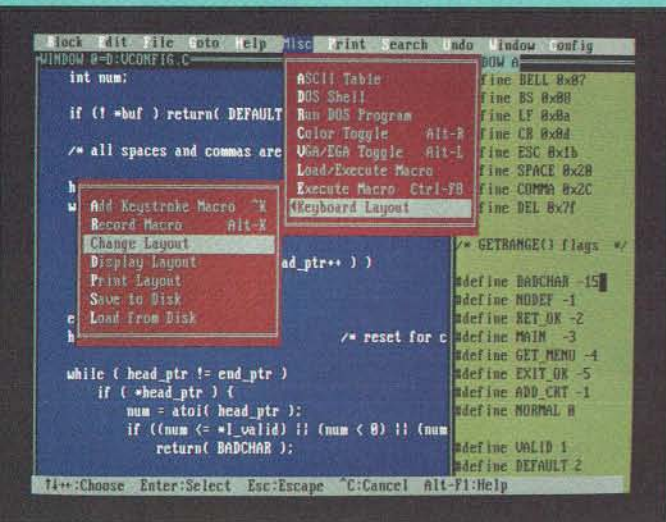 Block Edit File Goto Help Misc Print Search Undo Window Config
WINDOW 0=D:VCONFIG.C
int num;
if (! *buf ) return( DEFAULT
/* all spaces and commas are
h
w
ad_ptr++ ) )
e
h
/* reset for c
while ( head_ptr != end_ptr )
if ( *head_ptr ) {
num = atoi( head_ptr );
if ((num <= *I_valid) || (num < 0) || (num
return( BADCHAR );
ASCII Table
DOS Shell
Run DOS Program
Color Toggle Alt-R
VGA/EGA Toggle Alt-L
Load/Execute Macro
Execute Macro Ctrl-F8
◄Keyboard Layout
Add Keystroke Macro ^K
Record Macro Alt-X
Change Layout
Display Layout
Print Layout
Save to Disk
Load from Disk
DOW A
fine BELL 0x07
fine BS 0x08
fine LF 0x0a
fine CR 0x0d
fine ESC 0x1b
fine SPACE 0x20
fine COMMA 0x2C
fine DEL 0x7f
/* GETRANGE() flags */
#define BADCHAR -15
#define NODEF -1
#define RET_OK -2
#define MAIN -3
#define GET_MENU -4
#define EXIT_OK -5
#define ADD_CRT -1
#define NORMAL 0
#define VALID 1
#define DEFAULT 2
:Choose Enter:Select Esc:Escape ^C:Cancel Alt-F1:Help